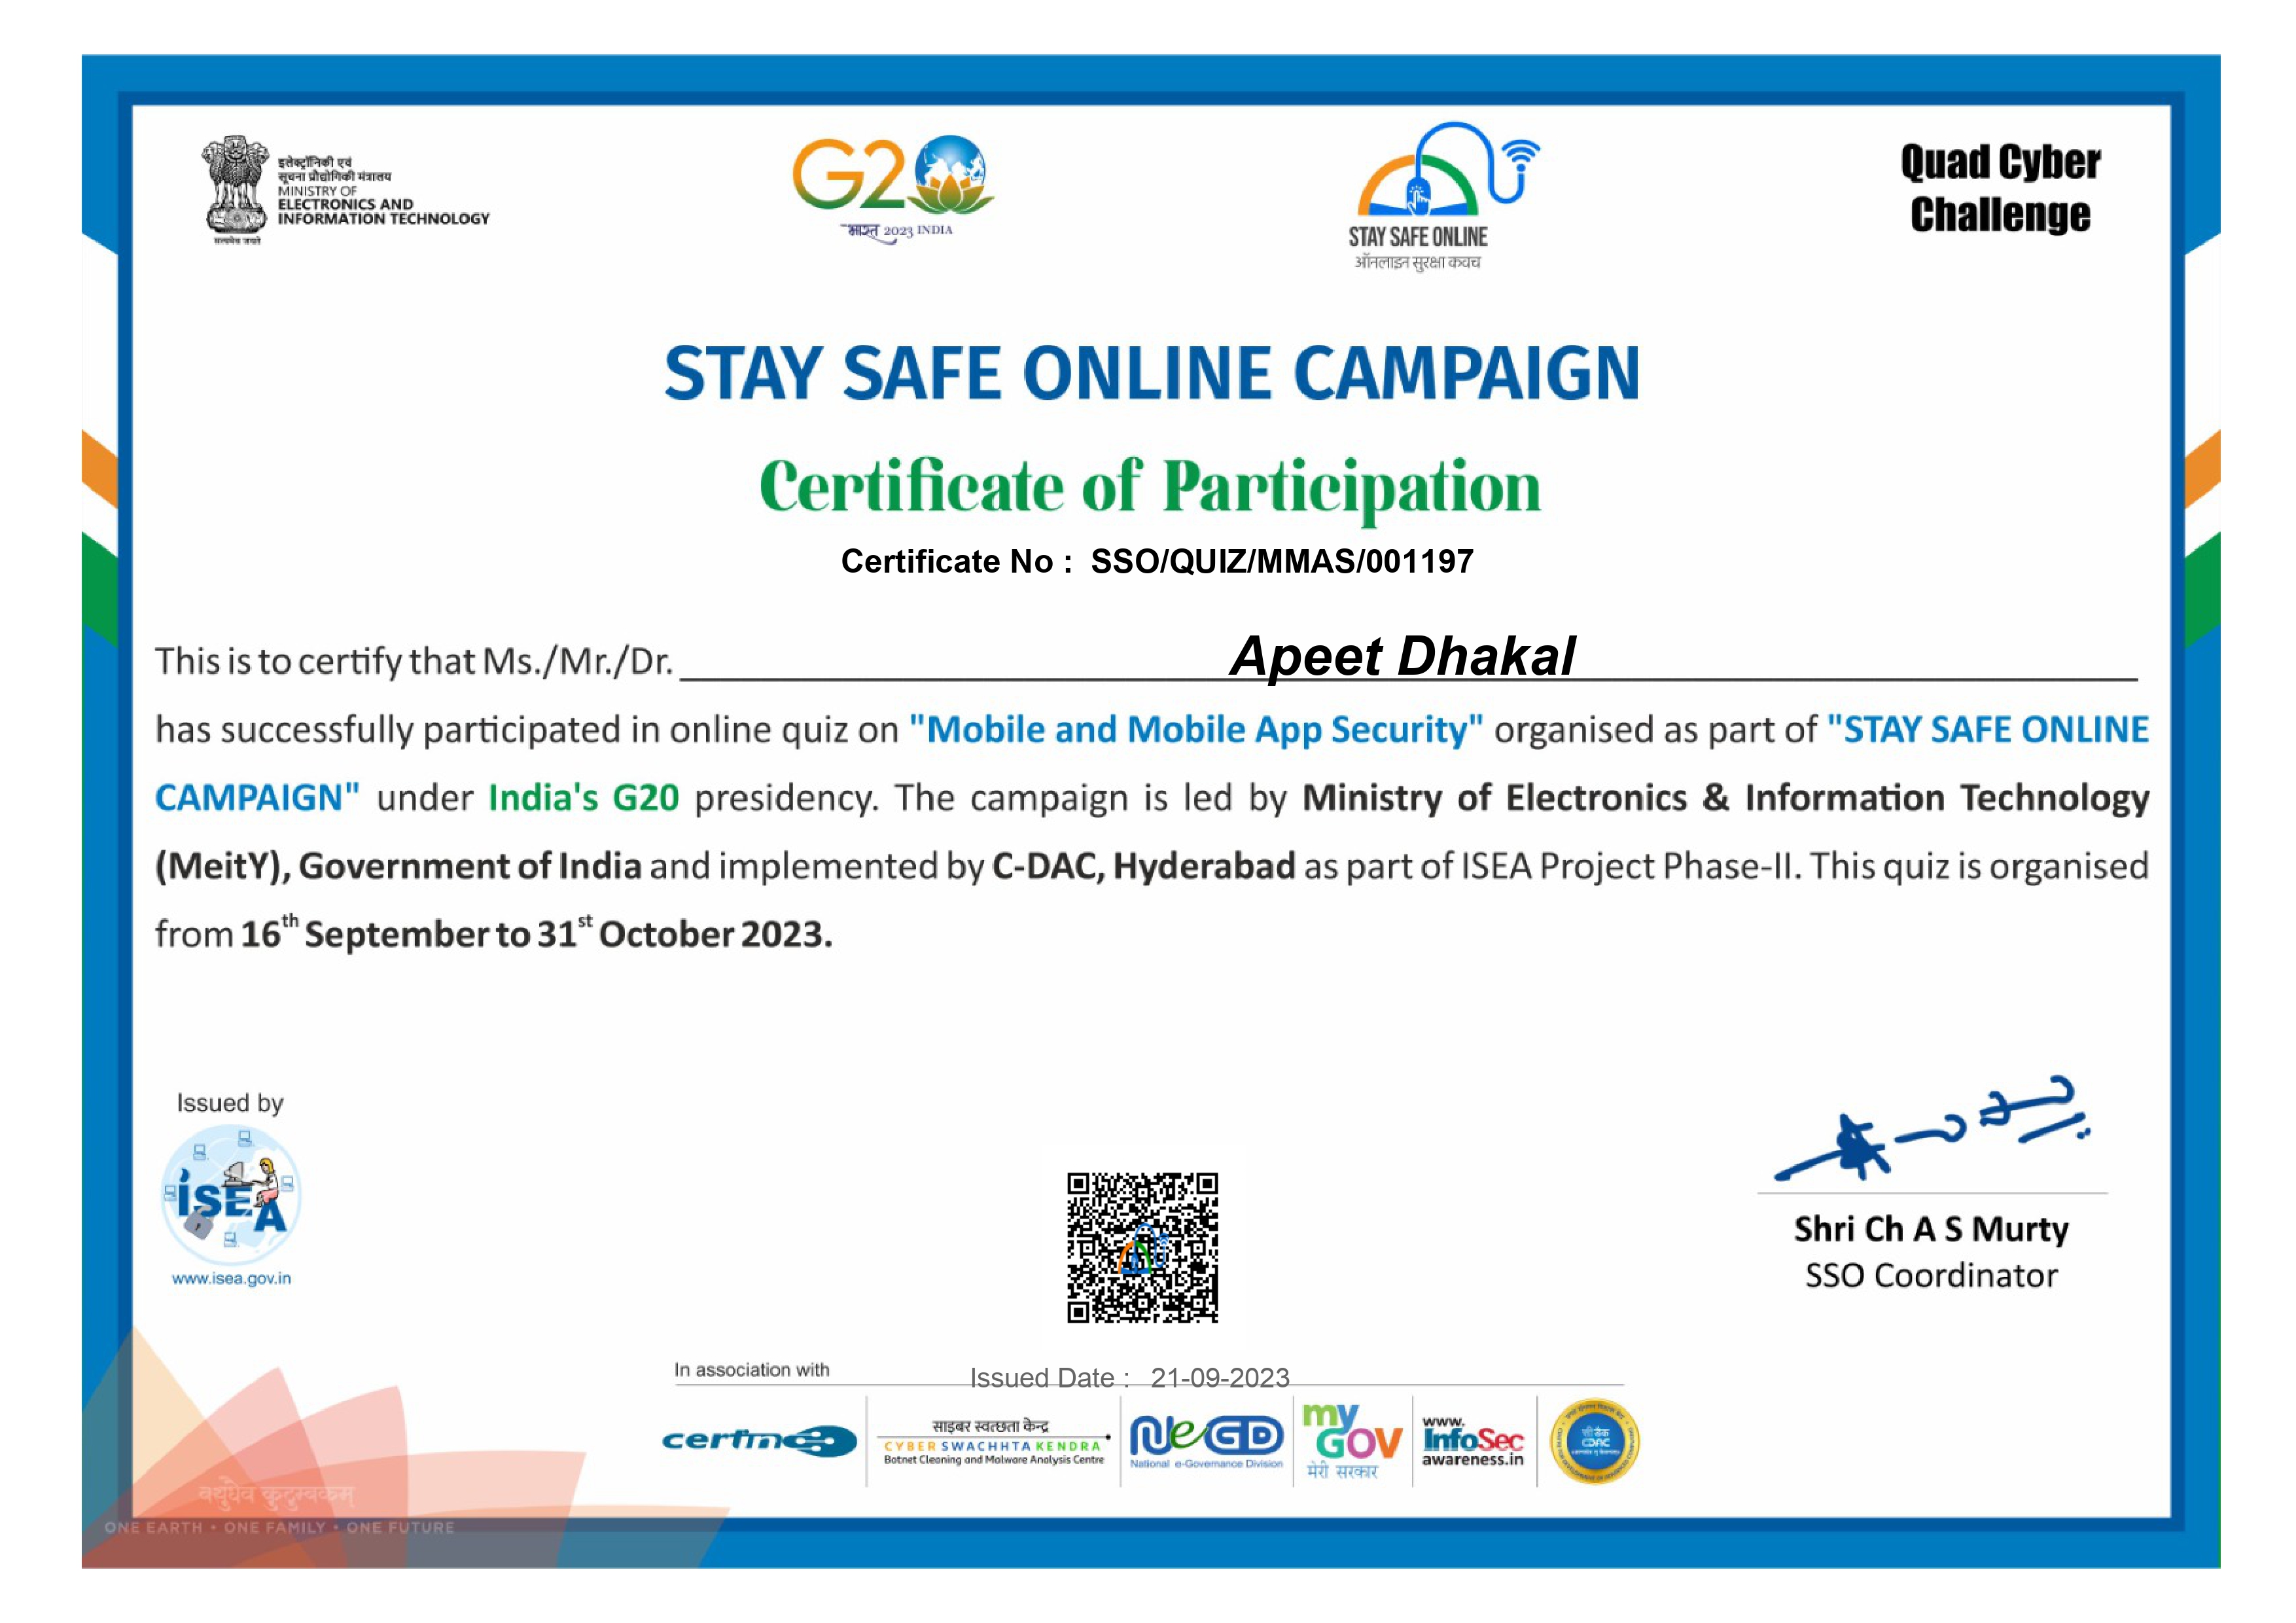 इलेक्ट्रॉनिकी एवं
सूचना प्रौद्योगिकी मंत्रालय
MINISTRY OF
ELECTRONICS AND
INFORMATION TECHNOLOGY
सत्यमेव जयते
G20
भारत 2023 INDIA
STAY SAFE ONLINE
ऑनलाइन सुरक्षा कवच
Quad Cyber
Challenge
STAY SAFE ONLINE CAMPAIGN
Certificate of Participation
Certificate No : SSO/QUIZ/MMAS/001197
This is to certify that Ms./Mr./Dr. Apeet Dhakal
has successfully participated in online quiz on "Mobile and Mobile App Security" organised as part of "STAY SAFE ONLINE
CAMPAIGN" under India's G20 presidency. The campaign is led by Ministry of Electronics & Information Technology
(MeitY), Government of India and implemented by C-DAC, Hyderabad as part of ISEA Project Phase-II. This quiz is organised
from 16th September to 31st October 2023.
Issued by
iSEA
www.isea.gov.in
Shri Ch A S Murty
SSO Coordinator
In association with
Issued Date : 21-09-2023
साइबर स्वच्छता केन्द्र
CYBER SWACHHTA KENDRA
Botnet Cleaning and Malware Analysis Centre
NeGD
National e-Governance Division
my
GOV
मेरी सरकार
www.
InfoSec
awareness.in
सी डैक
CDAC
ONE EARTH • ONE FAMILY • ONE FUTURE